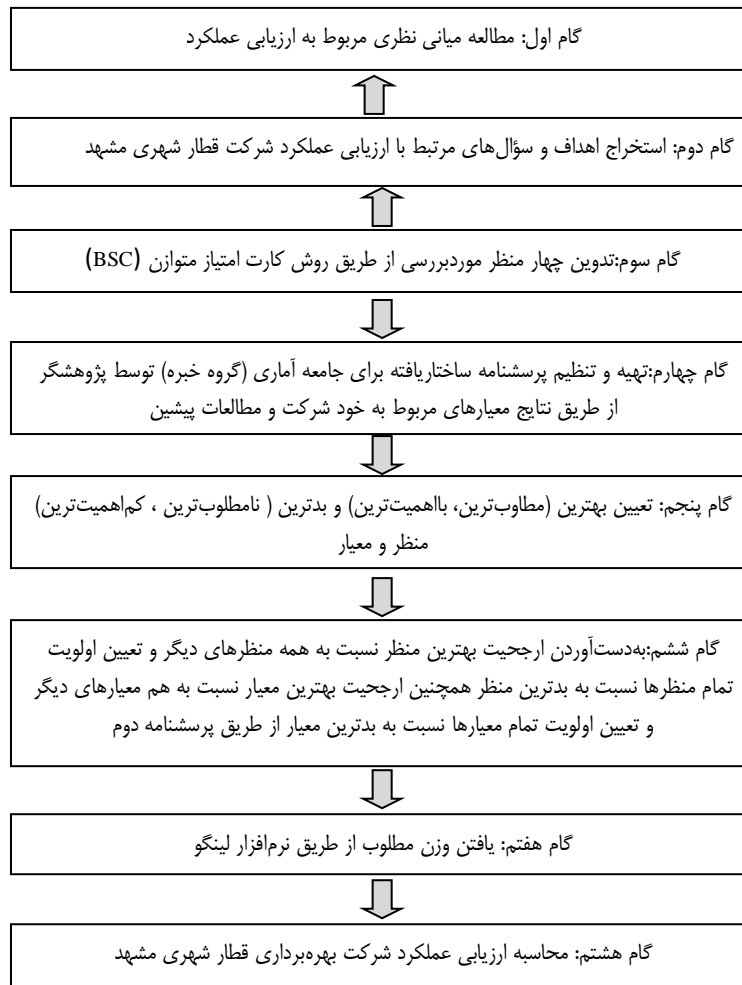 گام اول: مطالعه میانی نظری مربوط به ارزیابی عملکرد
گام دوم: استخراج اهداف و سؤال‌های مرتبط با ارزیابی عملکرد شرکت قطار شهری مشهد
گام سوم:تدوین چهار منظر موردبررسی از طریق روش کارت امتیاز متوازن (BSC)
گام چهارم:تهیه و تنظیم پرسشنامه ساختاریافته برای جامعه آماری (گروه خبره) توسط پژوهشگر
از طریق نتایج معیارهای مربوط به خود شرکت و مطالعات پیشین
گام پنجم: تعیین بهترین (مطاوب‌ترین، بااهمیت‌ترین) و بدترین ( نامطلوب‌ترین ، کم‌اهمیت‌ترین)
منظر و معیار
گام ششم:به‌دست‌آوردن ارجحیت بهترین منظر نسبت به همه منظرهای دیگر و تعیین اولویت
تمام منظرها نسبت به بدترین منظر همچنین ارجحیت بهترین معیار نسبت به هم معیارهای دیگر
و تعیین اولویت تمام معیارها نسبت به بدترین معیار از طریق پرسشنامه دوم
گام هفتم: یافتن وزن مطلوب از طریق نرم‌افزار لینگو
گام هشتم: محاسبه ارزیابی عملکرد شرکت بهره‌برداری قطار شهری مشهد